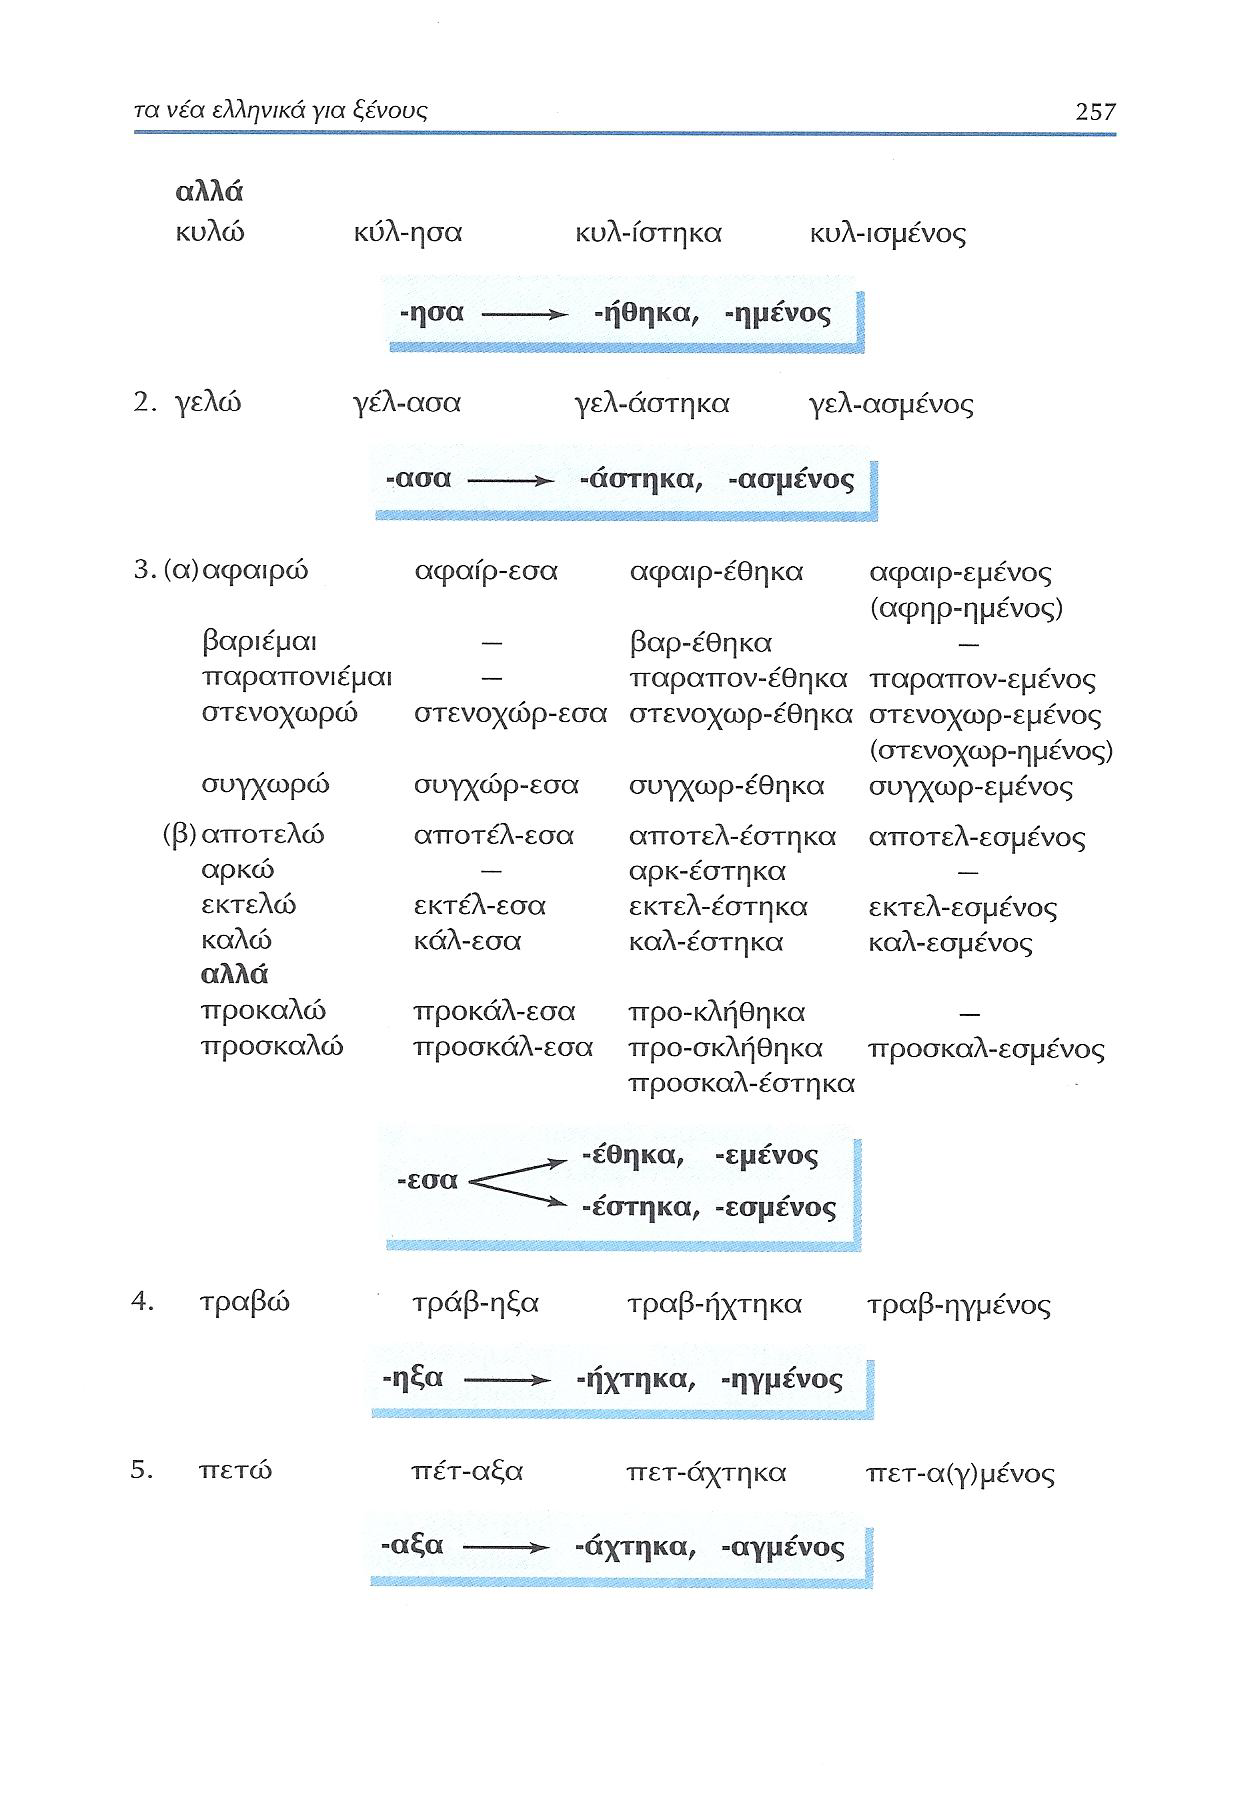 τα νέα ελληνικά για ξένους 257
αλλά
κυλώ κύλ-ησα κυλ-ίστηκα κυλ-ισμένος
-ησα → -ήθηκα, -ημένος
2. γελώ γέλ-ασα γελ-άστηκα γελ-ασμένος
-ασα → -άστηκα, -ασμένος
3. (α) αφαιρώ αφαίρ-εσα αφαιρ-έθηκα αφαιρ-εμένος
(αφηρ-ημένος)
βαριέμαι — βαρ-έθηκα —
παραπονιέμαι — παραπον-έθηκα παραπον-εμένος
στενοχωρώ στενοχώρ-εσα στενοχωρ-έθηκα στενοχωρ-εμένος
(στενοχωρ-ημένος)
συγχωρώ συγχώρ-εσα συγχωρ-έθηκα συγχωρ-εμένος
(β) αποτελώ αποτέλ-εσα αποτελ-έστηκα αποτελ-εσμένος
αρκώ — αρκ-έστηκα —
εκτελώ εκτέλ-εσα εκτελ-έστηκα εκτελ-εσμένος
καλώ κάλ-εσα καλ-έστηκα καλ-εσμένος
αλλά
προκαλώ προκάλ-εσα προ-κλήθηκα —
προσκαλώ προσκάλ-εσα προ-σκλήθηκα προσκαλ-εσμένος
προσκαλ-έστηκα
-έθηκα, -εμένος
-εσα
-έστηκα, -εσμένος
4. τραβώ τράβ-ηξα τραβ-ήχτηκα τραβ-ηγμένος
-ηξα → -ήχτηκα, -ηγμένος
5. πετώ πέτ-αξα πετ-άχτηκα πετ-α(γ)μένος
-αξα → -άχτηκα, -αγμένος